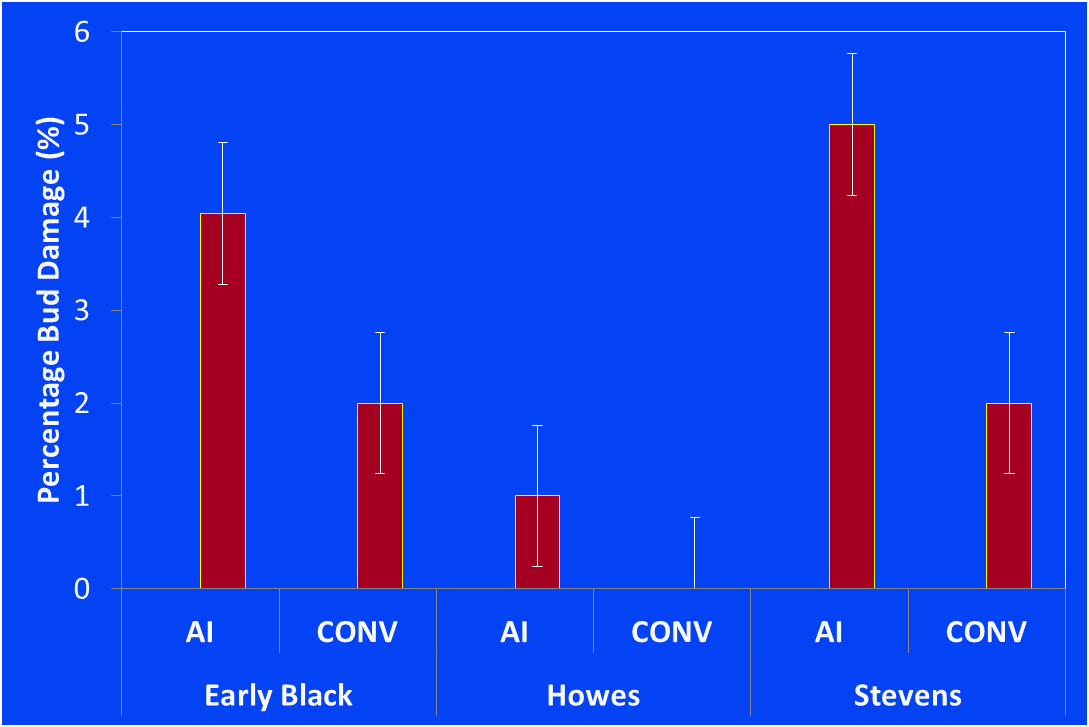 Percentage Bud Damage (%)
6
5
4
3
2
1
0
AI CONV AI CONV AI CONV
Early Black Howes Stevens